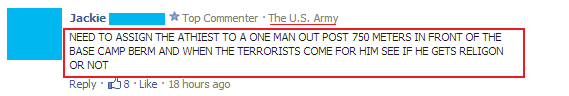 Jackie Top Commenter · The U.S. Army
NEED TO ASSIGN THE ATHIEST TO A ONE MAN OUT POST 750 METERS IN FRONT OF THE
BASE CAMP BERM AND WHEN THE TERRORISTS COME FOR HIM SEE IF HE GETS RELIGON
OR NOT
Reply · 8 · Like · 18 hours ago